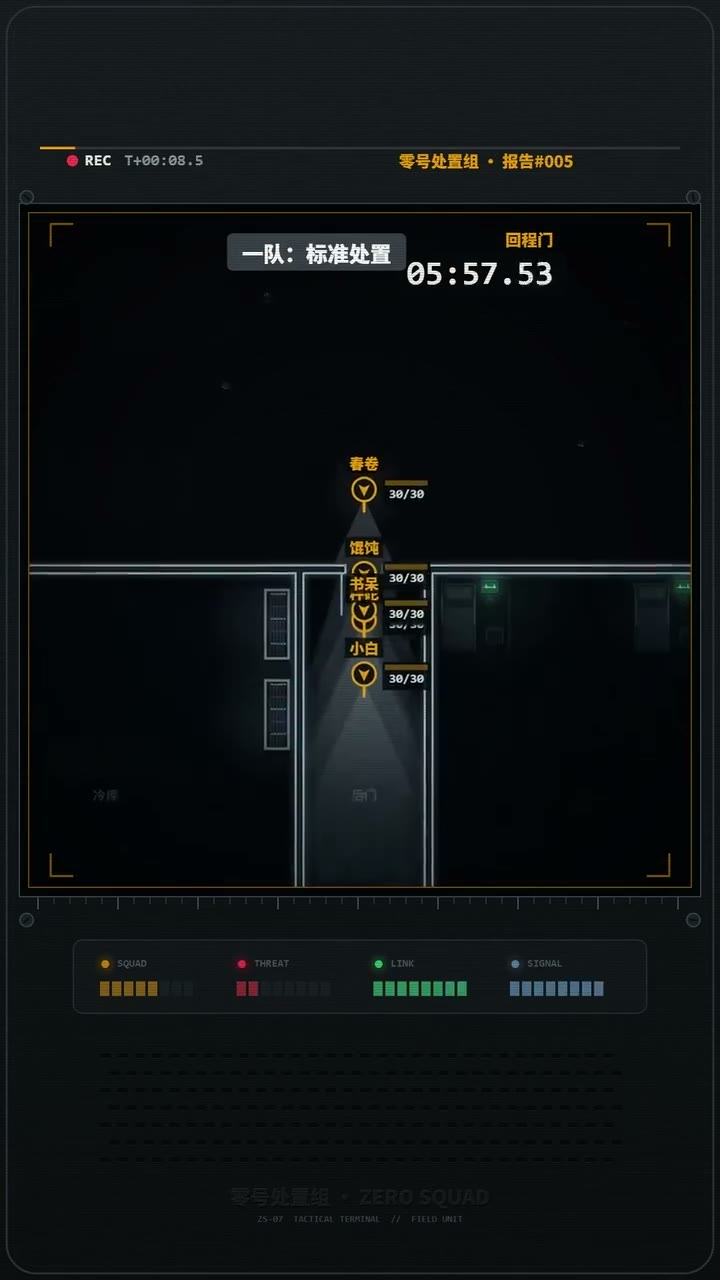 REC T+00:08.5
零号处置组 · 报告#005
一队：标准处置
回程门
05:57.53
春卷
30/30
馄饨
30/30
书呆
30/30
小白
30/30
冷库
后门
SQUAD
THREAT
LINK
SIGNAL
零号处置组 · ZERO SQUAD
ZS-07 TACTICAL TERMINAL // FIELD UNIT